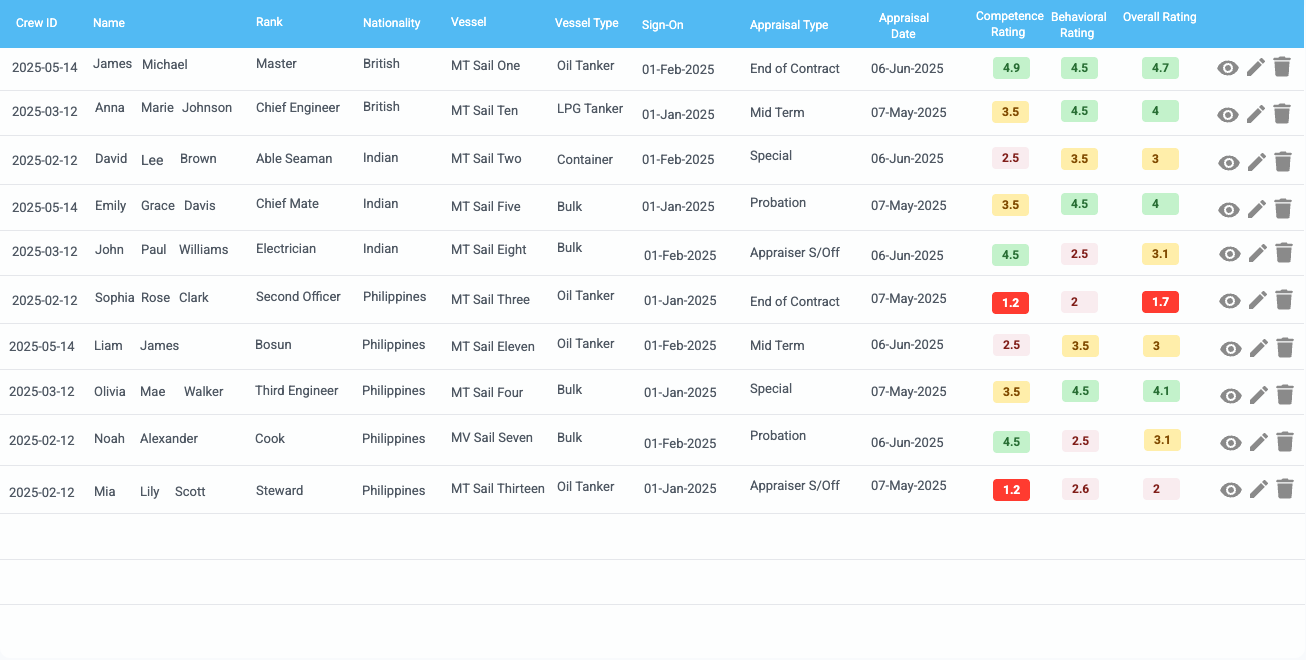 Crew ID Name Rank Nationality Vessel Vessel Type Sign-On Appraisal Type Appraisal Date Competence Rating Behavioral Rating Overall Rating
2025-05-14 James Michael Master British MT Sail One Oil Tanker 01-Feb-2025 End of Contract 06-Jun-2025 4.9 4.5 4.7
2025-03-12 Anna Marie Johnson Chief Engineer British MT Sail Ten LPG Tanker 01-Jan-2025 Mid Term 07-May-2025 3.5 4.5 4
2025-02-12 David Lee Brown Able Seaman Indian MT Sail Two Container 01-Feb-2025 Special 06-Jun-2025 2.5 3.5 3
2025-05-14 Emily Grace Davis Chief Mate Indian MT Sail Five Bulk 01-Jan-2025 Probation 07-May-2025 3.5 4.5 4
2025-03-12 John Paul Williams Electrician Indian MT Sail Eight Bulk 01-Feb-2025 Appraiser S/Off 06-Jun-2025 4.5 2.5 3.1
2025-02-12 Sophia Rose Clark Second Officer Philippines MT Sail Three Oil Tanker 01-Jan-2025 End of Contract 07-May-2025 1.2 2 1.7
2025-05-14 Liam James Bosun Philippines MT Sail Eleven Oil Tanker 01-Feb-2025 Mid Term 06-Jun-2025 2.5 3.5 3
2025-03-12 Olivia Mae Walker Third Engineer Philippines MT Sail Four Bulk 01-Jan-2025 Special 07-May-2025 3.5 4.5 4.1
2025-02-12 Noah Alexander Cook Philippines MV Sail Seven Bulk 01-Feb-2025 Probation 06-Jun-2025 4.5 2.5 3.1
2025-02-12 Mia Lily Scott Steward Philippines MT Sail Thirteen Oil Tanker 01-Jan-2025 Appraiser S/Off 07-May-2025 1.2 2.6 2